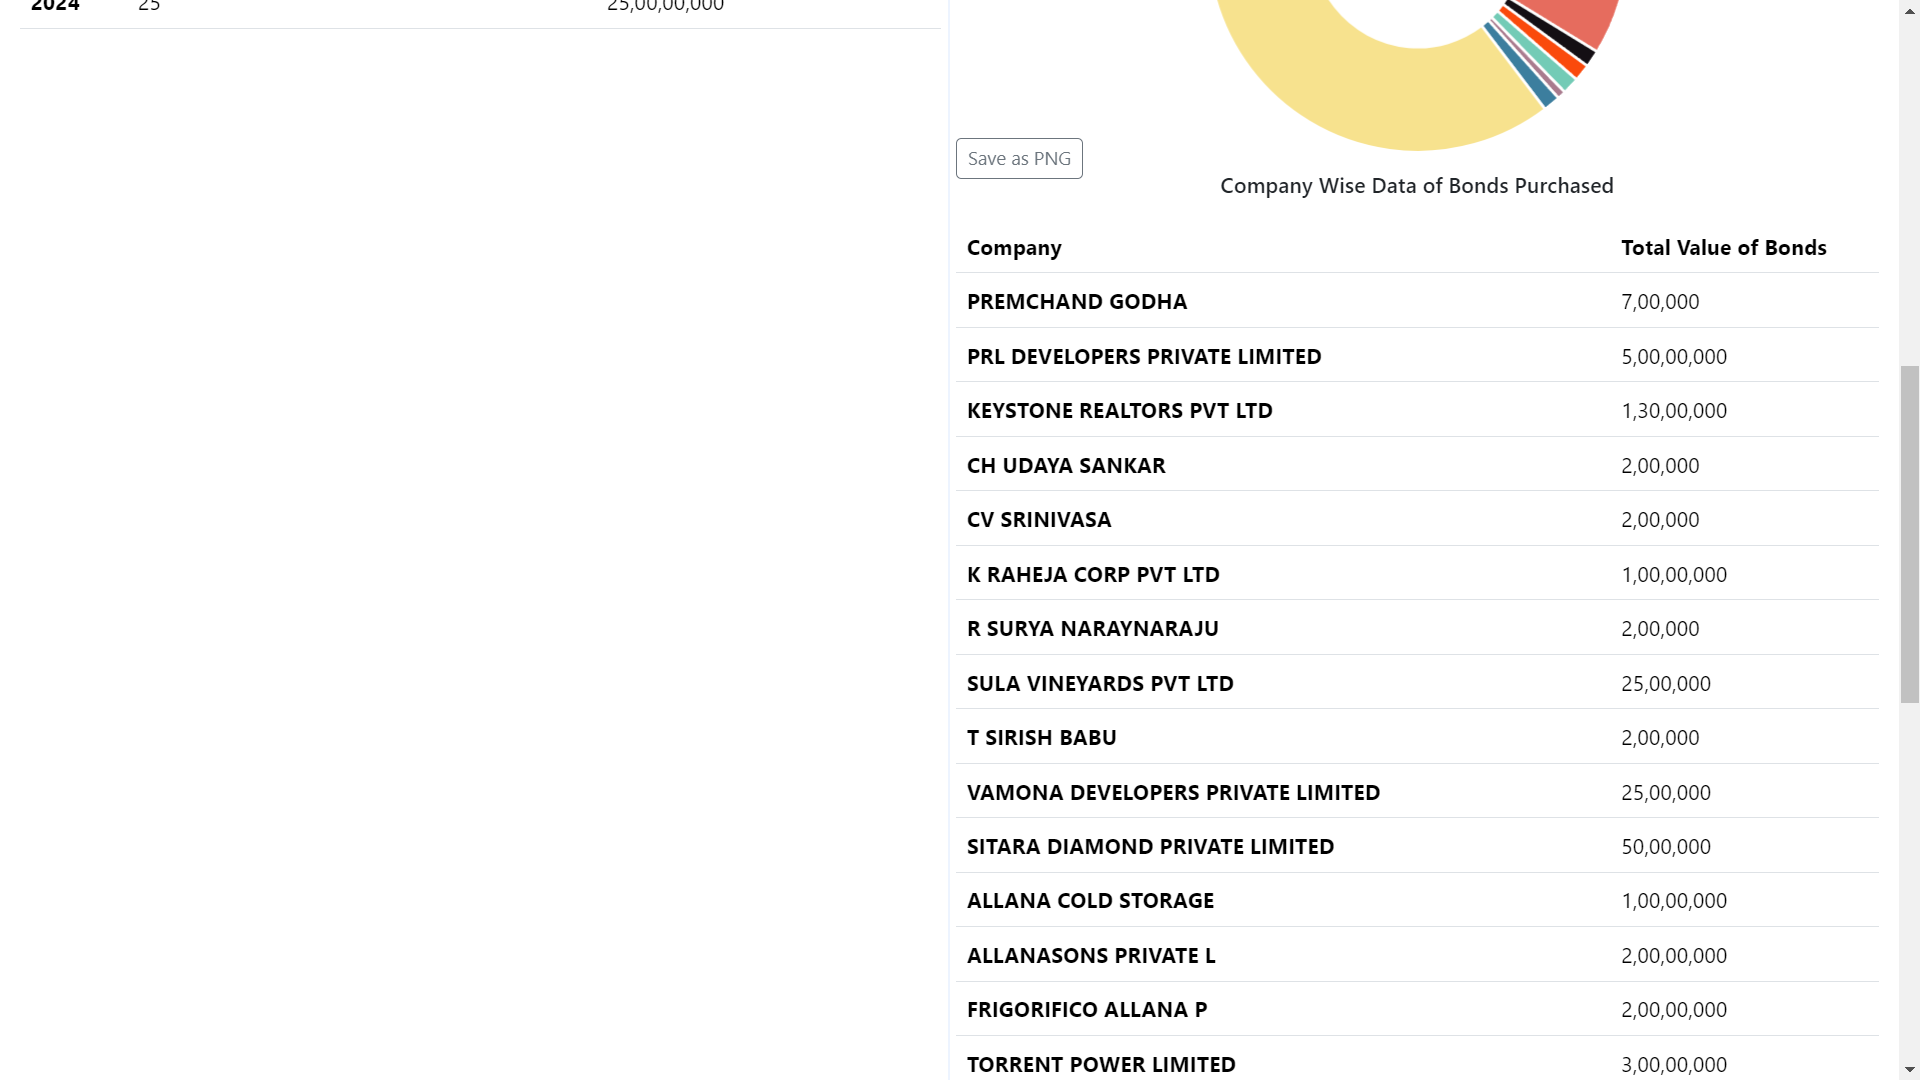 2024 25 25,00,00,000
Save as PNG
Company Wise Data of Bonds Purchased
Company Total Value of Bonds
PREMCHAND GODHA 7,00,000
PRL DEVELOPERS PRIVATE LIMITED 5,00,00,000
KEYSTONE REALTORS PVT LTD 1,30,00,000
CH UDAYA SANKAR 2,00,000
CV SRINIVASA 2,00,000
K RAHEJA CORP PVT LTD 1,00,00,000
R SURYA NARAYNARAJU 2,00,000
SULA VINEYARDS PVT LTD 25,00,000
T SIRISH BABU 2,00,000
VAMONA DEVELOPERS PRIVATE LIMITED 25,00,000
SITARA DIAMOND PRIVATE LIMITED 50,00,000
ALLANA COLD STORAGE 1,00,00,000
ALLANASONS PRIVATE L 2,00,00,000
FRIGORIFICO ALLANA P 2,00,00,000
TORRENT POWER LIMITED 3,00,00,000